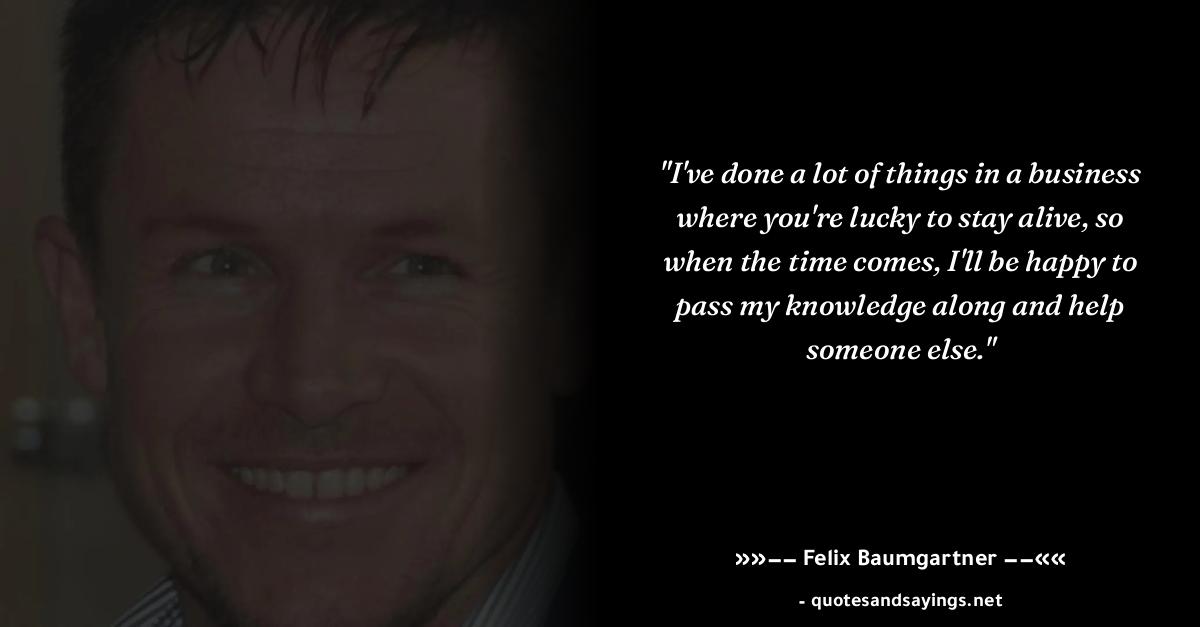 "I've done a lot of things in a business
where you're lucky to stay alive, so
when the time comes, I'll be happy to
pass my knowledge along and help
someone else."
»»−− Felix Baumgartner −−««
- quotesandsayings.net